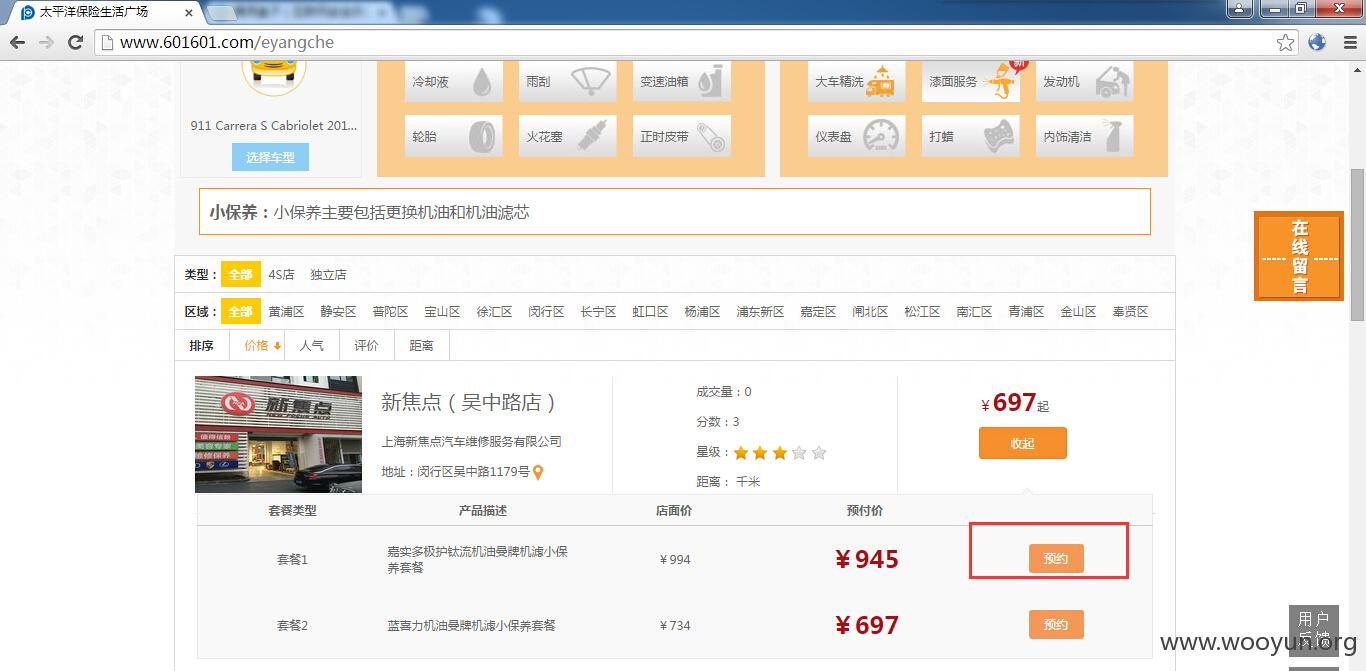 太平洋保险生活广场
www.601601.com/eyangche
冷却液 雨刮 变速油箱 大车精洗 漆面服务 新 发动机
911 Carrera S Cabriolet 201...
轮胎 火花塞 正时皮带 仪表盘 打蜡 内饰清洁
选择车型
小保养：小保养主要包括更换机油和机油滤芯
在线留言
类型： 全部 4S店 独立店
区域： 全部 黄浦区 静安区 普陀区 宝山区 徐汇区 闵行区 长宁区 虹口区 杨浦区 浦东新区 嘉定区 闸北区 松江区 南汇区 青浦区 金山区 奉贤区
排序 价格 人气 评价 距离
新焦点
新焦点（吴中路店）
上海新焦点汽车维修服务有限公司
地址：闵行区吴中路1179号
成交量：0
分数：3
星级：
距离： 千米
¥697起
收起
套餐类型 产品描述 店面价 预付价
套餐1 嘉实多极护钛流机油曼牌机滤小保 ¥994 ¥945 预约
养套餐
套餐2 蓝喜力机油曼牌机滤小保养套餐 ¥734 ¥697 预约
用户
反馈
www.wooyun.org